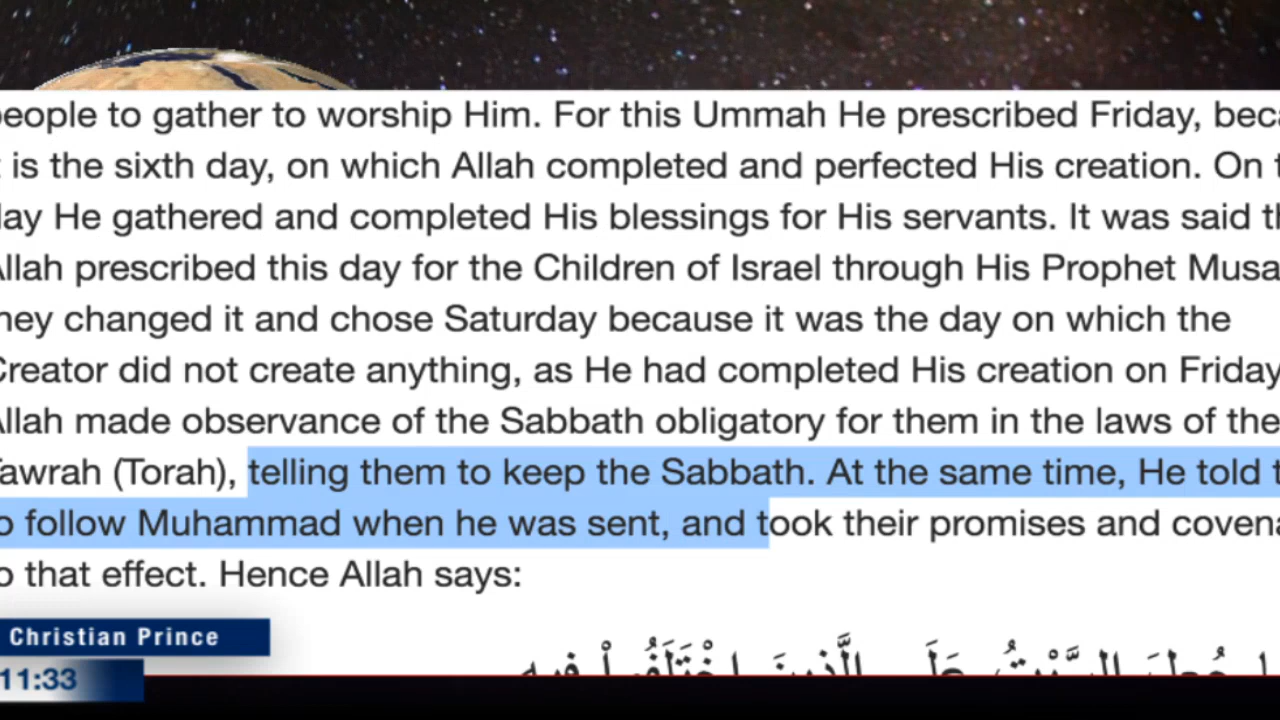 people to gather to worship Him. For this Ummah He prescribed Friday, beca
t is the sixth day, on which Allah completed and perfected His creation. On t
day He gathered and completed His blessings for His servants. It was said th
Allah prescribed this day for the Children of Israel through His Prophet Musa
hey changed it and chose Saturday because it was the day on which the
Creator did not create anything, as He had completed His creation on Friday
Allah made observance of the Sabbath obligatory for them in the laws of the
Tawrah (Torah), telling them to keep the Sabbath. At the same time, He told t
o follow Muhammad when he was sent, and took their promises and covena
o that effect. Hence Allah says:
Christian Prince
11:33